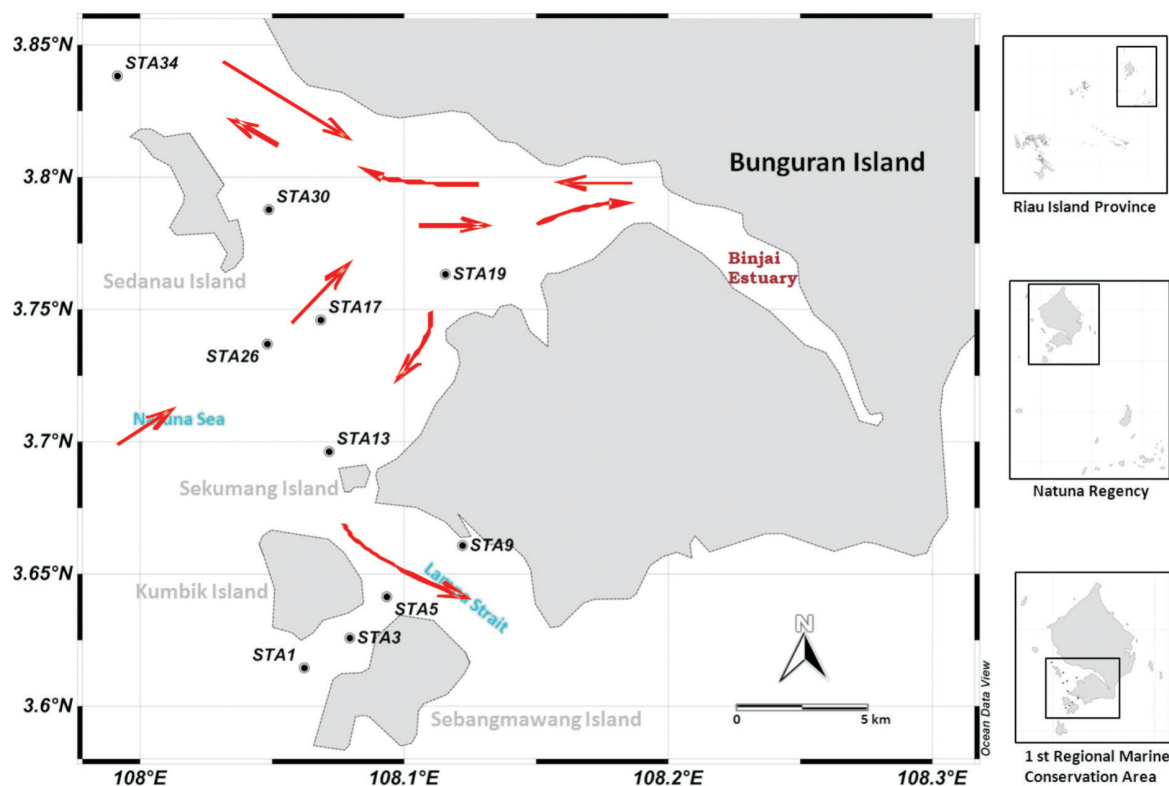 3.85°N
STA34
3.8°N
Bunguran Island
STA30
Binjai
Estuary
Sedanau Island
STA19
3.75°N
STA17
STA26
Natuna Sea
3.7°N
STA13
Sekumang Island
STA9
3.65°N
Kumbik Island
STA5
Strait
STA3
STA1
3.6°N
Sebangmawang Island
N
0
5 km
Ocean Data View
108°E
108.1°E
108.2°E
108.3°E
Riau Island Province
Natuna Regency
1 st Regional Marine
Conservation Area